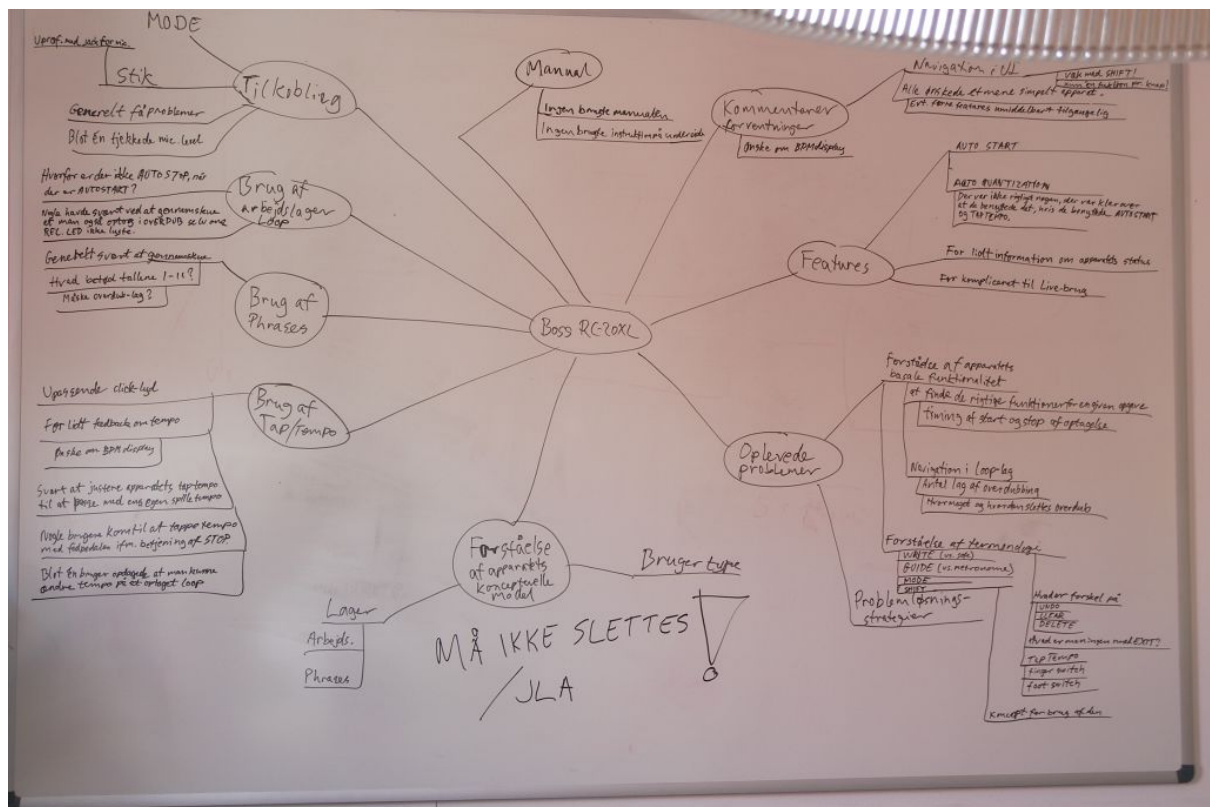 MODE
Stik
Tilkobling
Generelt få problemer
Blot én tjekkede mic. level
Manual
Ingen brugte manualen
Ingen brugte instruktion på underside
Kommentarer
forventninger
Ønske om BPM display
Navigation i
væk med SHIFT!
Alle ønskede et mere simpelt apparat.
Evt. færre features umiddelbart tilgængelig
Hvorfor er der ikke AUTOSTOP, når
der er AUTOSTART?
Nogle havde svært ved at gennemskue
at man også optog i OVERDUB selv om
REC. LED ikke lyste.
Brug af
arbejdslager
Loop
Generelt svært at gennemskue
Hvad betød tallene 1-11?
Måske overdub-lag?
Brug af
Phrases
Boss RC-20XL
Features
AUTO START
AUTO QUANTIZATION
Der var ikke rigtigt nogen, der var klar over
at de benyttede det, hvis de benyttede AUTOSTART
OG TAP TEMPO.
For lidt information om apparatets status
For kompliceret til Live-brug
Upassende click-lyd
For lidt feedback om tempo
Ønske om BPM display
Svært at justere apparatets tap tempo
til at passe med ens egen spilletempo
Nogle brugere kom til at tappe tempo
med fodpedalen ifm. betjening af STOP.
Blot én bruger opdagede at man kunne
ændre tempo på et optaget loop
Brug af
Tap/Tempo
Oplevede
problemer
Forståelse af apparatets
basale funktionalitet
at finde de rigtige funktioner for en given opgave
timing af start og stop af optagelse
Navigation i loop-lag
Antal lag af overdubbing
Hvor meget og hvordan slettes overdub
Forståelse af terminologi
WRITE (vs. safe)
GUIDE (vs. metronome)
MODE
SHIFT
Hvad er forskel på
UNDO
CLEAR
DELETE
Hvad er meningen med EXIT?
Tap Tempo
finger switch
foot switch
Koncept for brug af den
Problemløsnings-
strategier
Forståelse
af apparatets
konceptuelle
model
Bruger type
Lager
Arbejds.
Phrases
MÅ IKKE SLETTES
/JLA
!